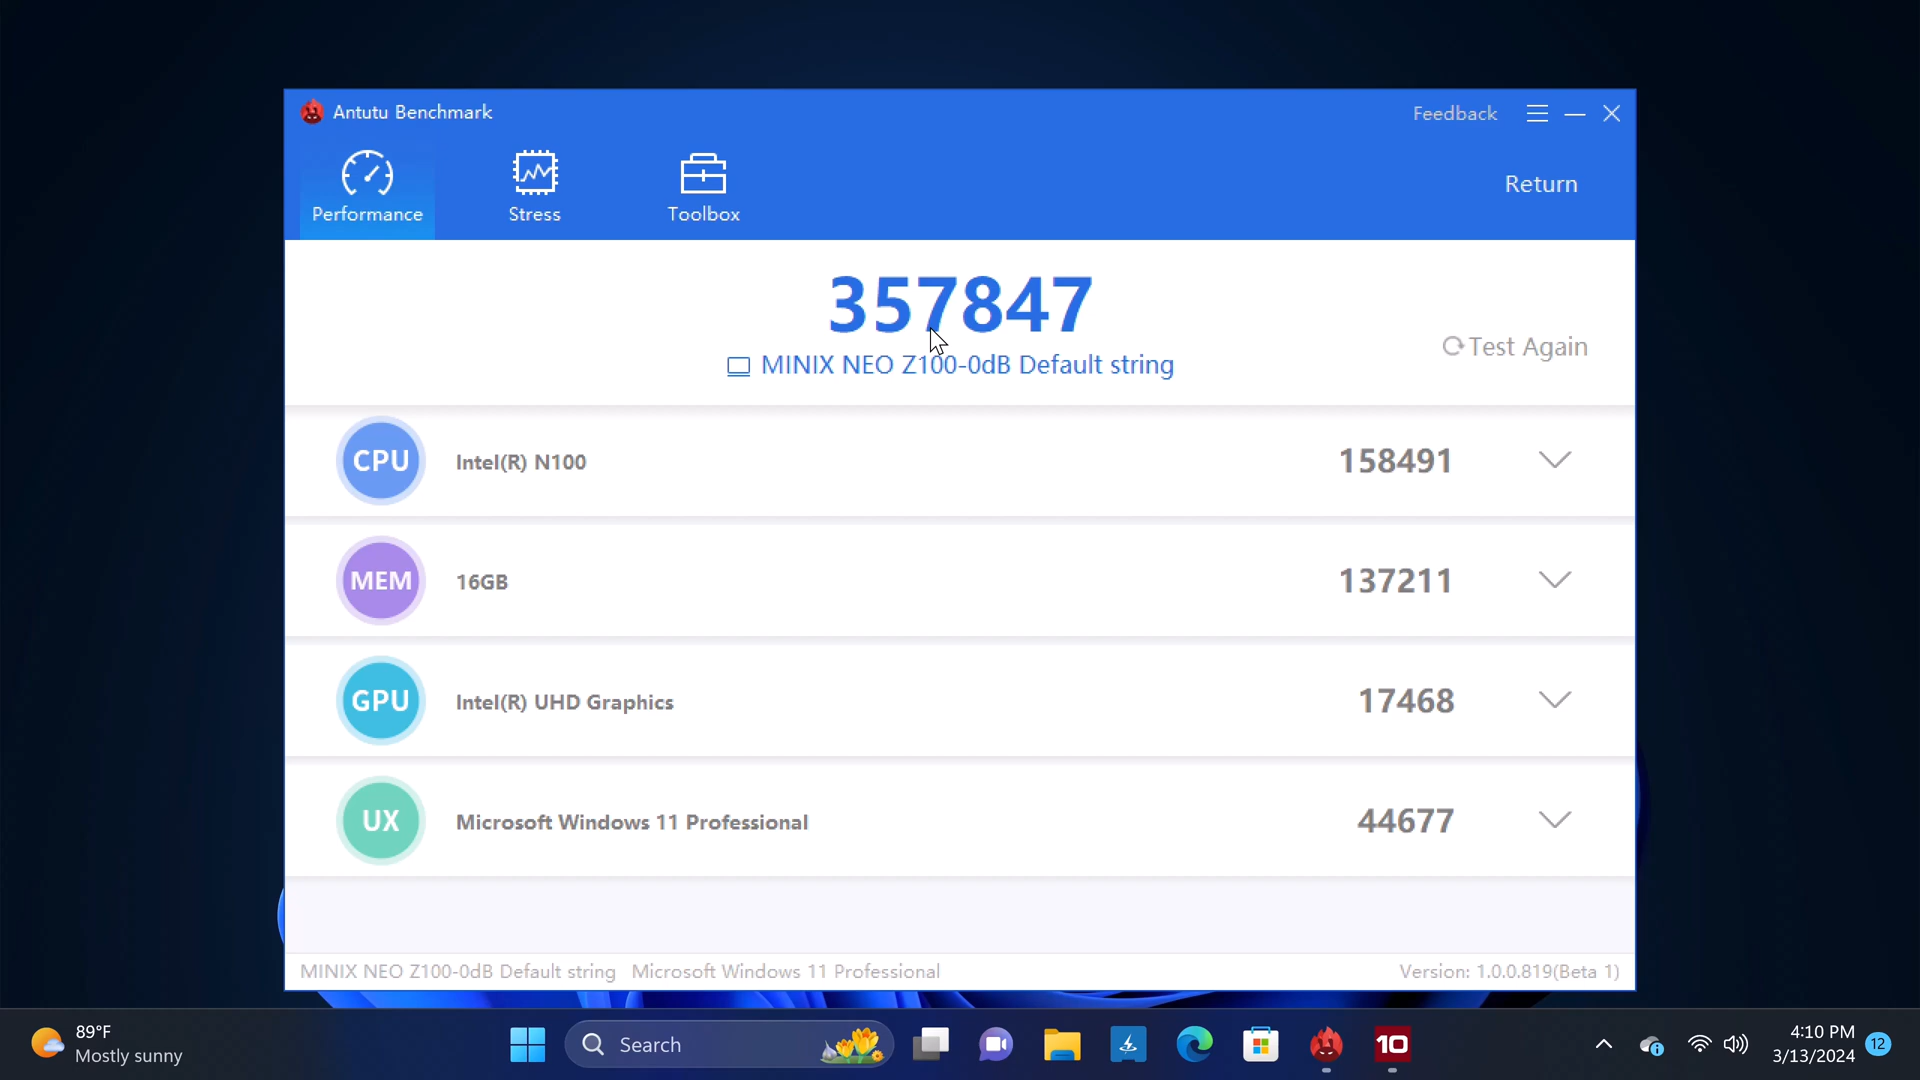 Antutu Benchmark
Feedback
Performance
Stress
Toolbox
Return
357847
MINIX NEO Z100-0dB Default string
Test Again
CPU Intel(R) N100 158491
MEM 16GB 137211
GPU Intel(R) UHD Graphics 17468
UX Microsoft Windows 11 Professional 44677
MINIX NEO Z100-0dB Default string Microsoft Windows 11 Professional Version: 1.0.0.819(Beta 1)
89°F
Mostly sunny
Search
10
4:10 PM
3/13/2024
12